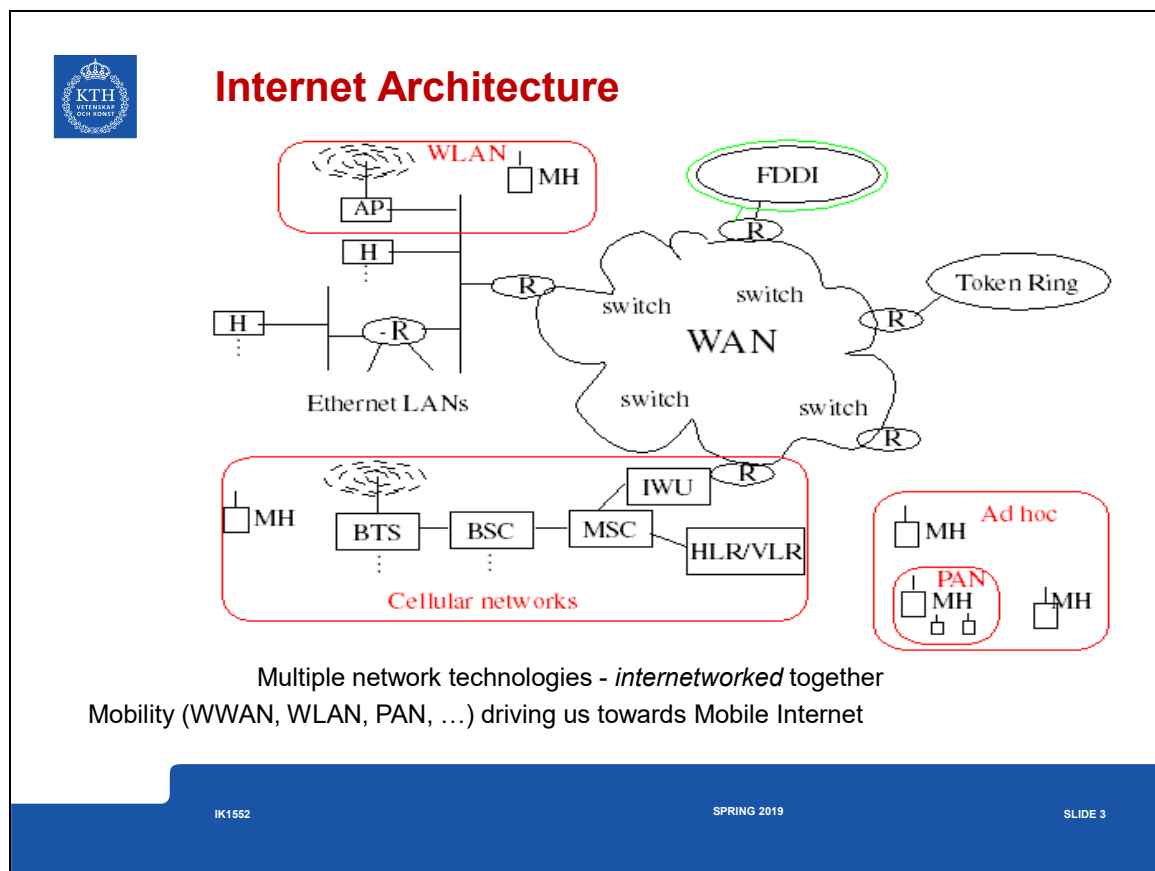 KTH
VETENSKAP
OCH KONST
Internet Architecture
WLAN
MH
AP
H
H
- R
Ethernet LANs
R
FDDI
R
Token Ring
R
switch
switch
WAN
switch
switch
R
R
MH
BTS
BSC
MSC
IWU
HLR/VLR
Cellular networks
Ad hoc
MH
PAN
MH
MH
Multiple network technologies - internetworked together
Mobility (WWAN, WLAN, PAN, …) driving us towards Mobile Internet
IK1552
SPRING 2019
SLIDE 3